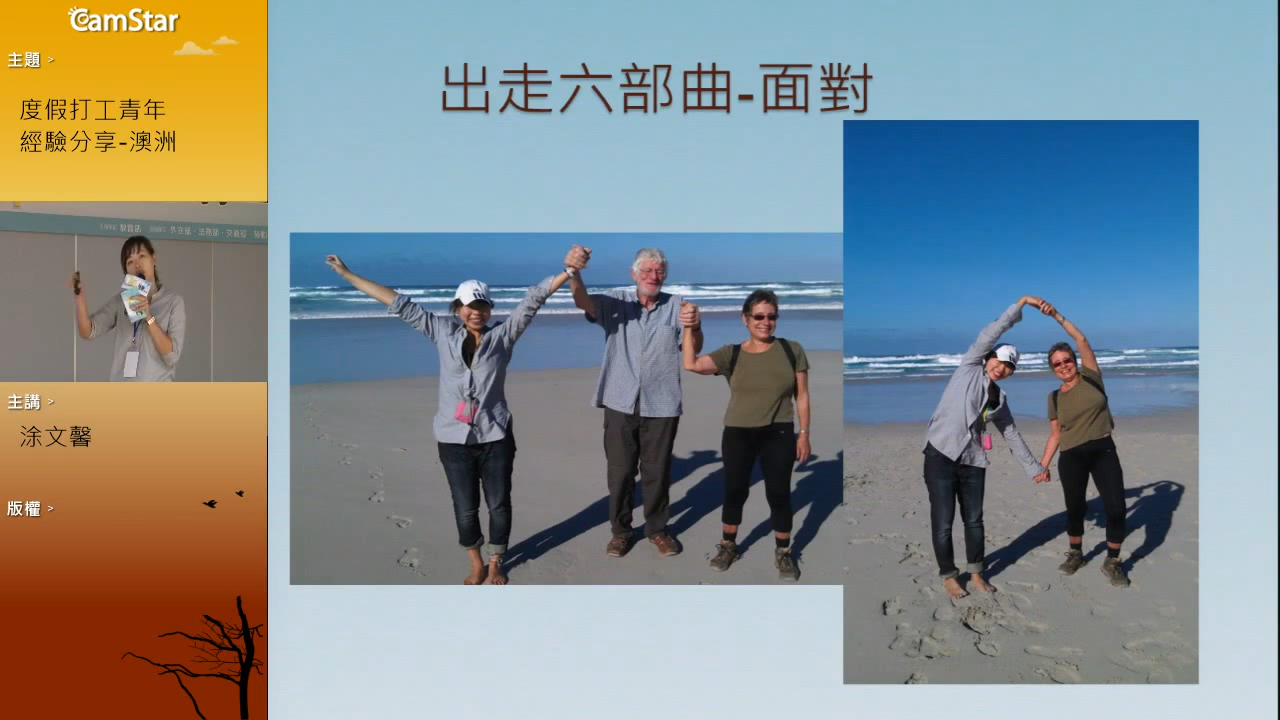 CamStar
主題 >
度假打工青年
經驗分享-澳洲
主講 >
涂文馨
版權 >
出走六部曲-面對